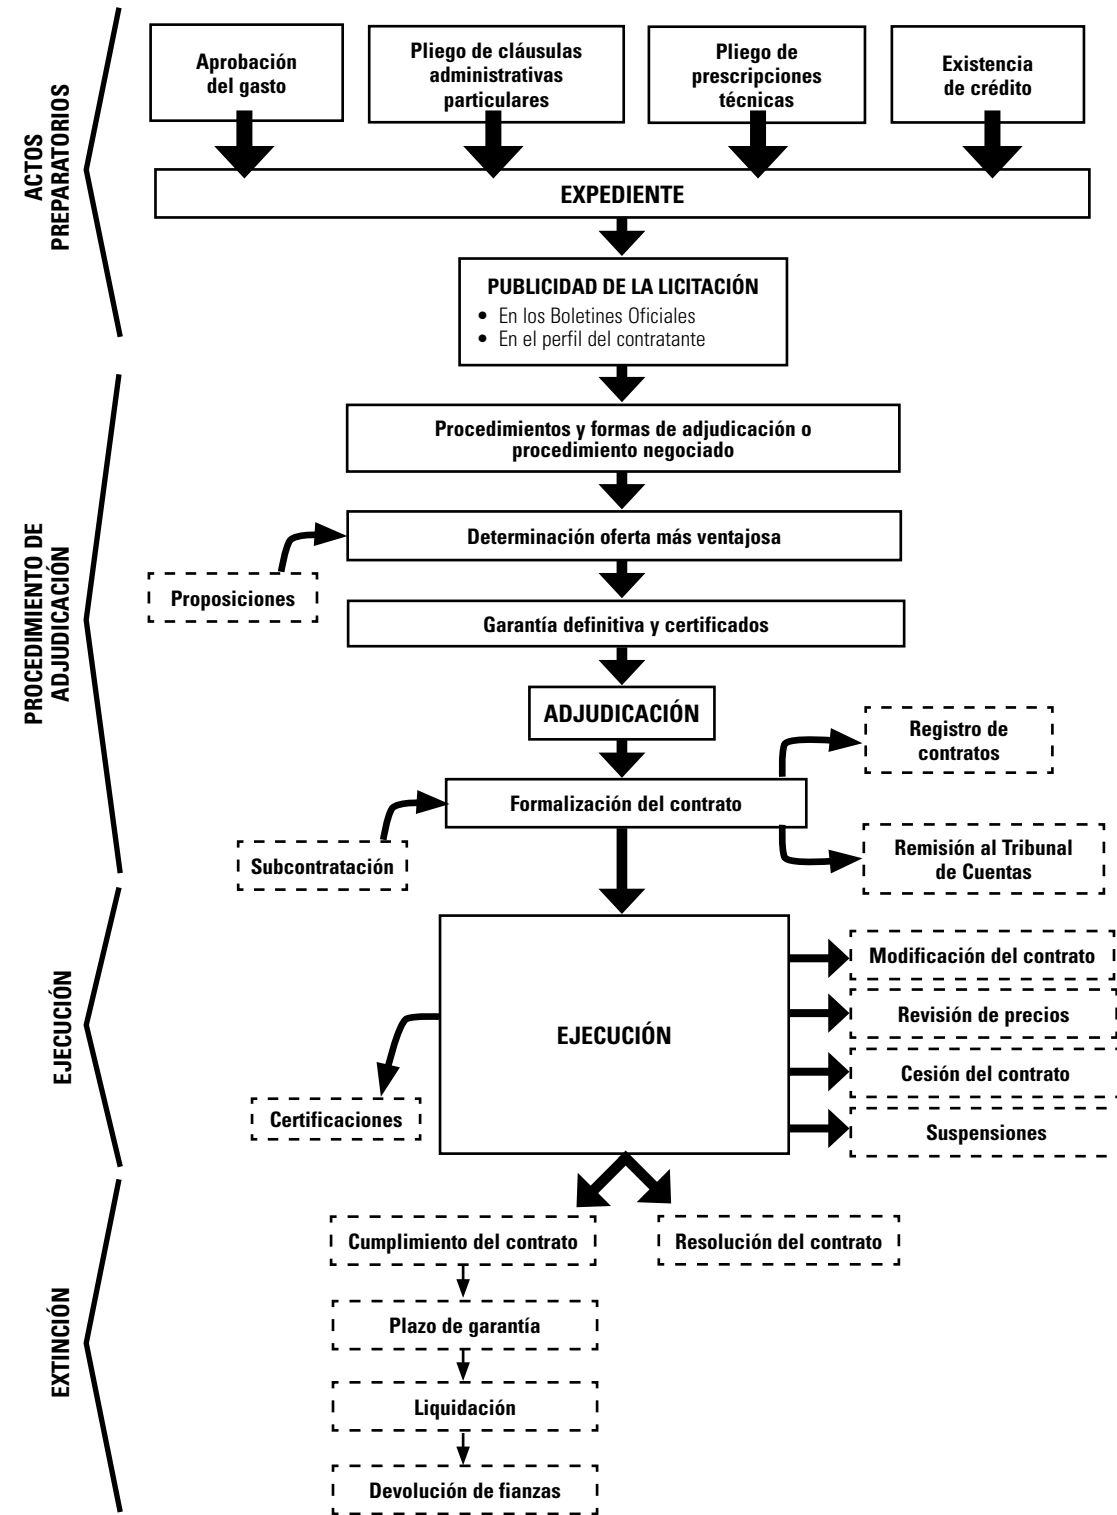 ACTOS
PREPARATORIOS
Aprobación
del gasto
Pliego de cláusulas
administrativas
particulares
Pliego de
prescripciones
técnicas
Existencia
de crédito
EXPEDIENTE
PUBLICIDAD DE LA LICITACIÓN
• En los Boletines Oficiales
• En el perfil del contratante
PROCEDIMIENTO DE
ADJUDICACIÓN
Procedimientos y formas de adjudicación o
procedimiento negociado
Determinación oferta más ventajosa
Proposiciones
Garantía definitiva y certificados
ADJUDICACIÓN
Registro de
contratos
Formalización del contrato
Subcontratación
Remisión al Tribunal
de Cuentas
EJECUCIÓN
EJECUCIÓN
Modificación del contrato
Revisión de precios
Cesión del contrato
Suspensiones
Certificaciones
EXTINCIÓN
Cumplimiento del contrato
Resolución del contrato
Plazo de garantía
Liquidación
Devolución de fianzas